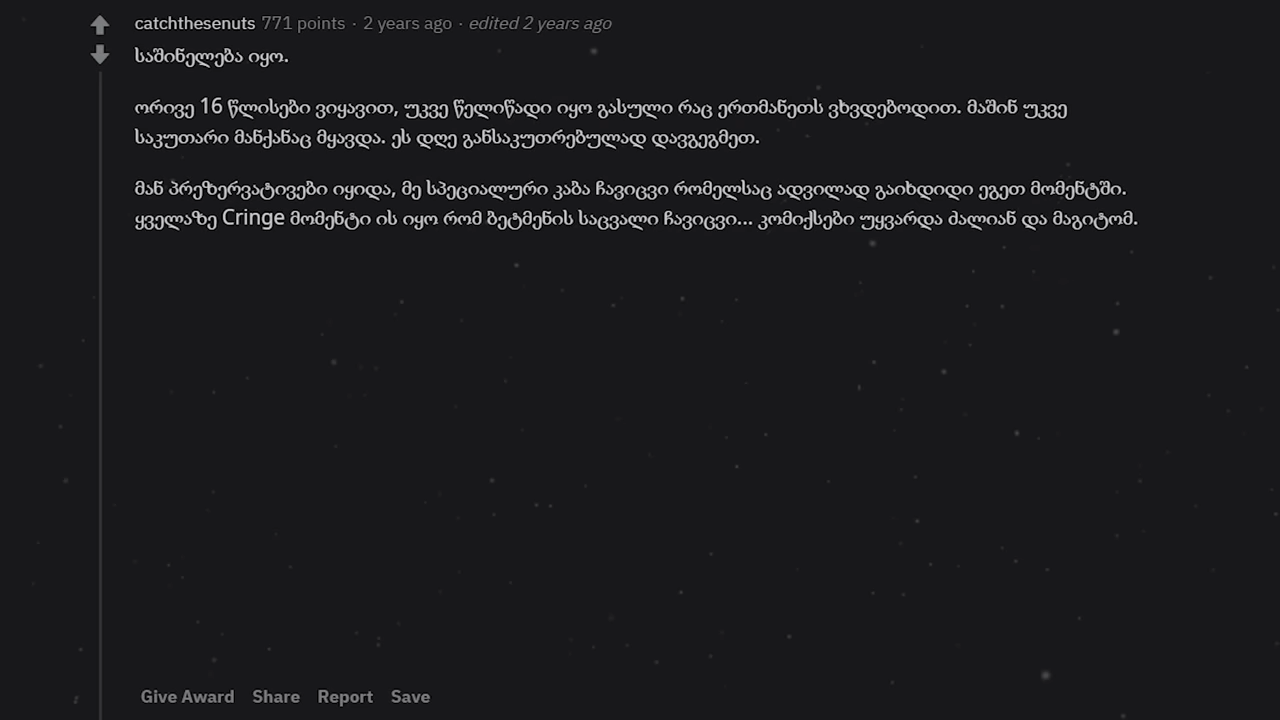 catchthesenuts 771 points · 2 years ago · edited 2 years ago
საშინელება იყო.
ორივე 16 წლისები ვიყავით, უკვე წელიწადი იყო გასული რაც ერთმანეთს ვხვდებოდით. მაშინ უკვე
საკუთარი მანქანაც მყავდა. ეს დღე განსაკუთრებულად დავგეგმეთ.
მან პრეზერვატივები იყიდა, მე სპეციალური კაბა ჩავიცვი რომელსაც ადვილად გაიხდიდი ეგეთ მომენტში.
ყველაზე Cringe მომენტი ის იყო რომ ბეტმენის საცვალი ჩავიცვი... კომიქსები უყვარდა ძალიან და მაგიტომ.
Give Award Share Report Save